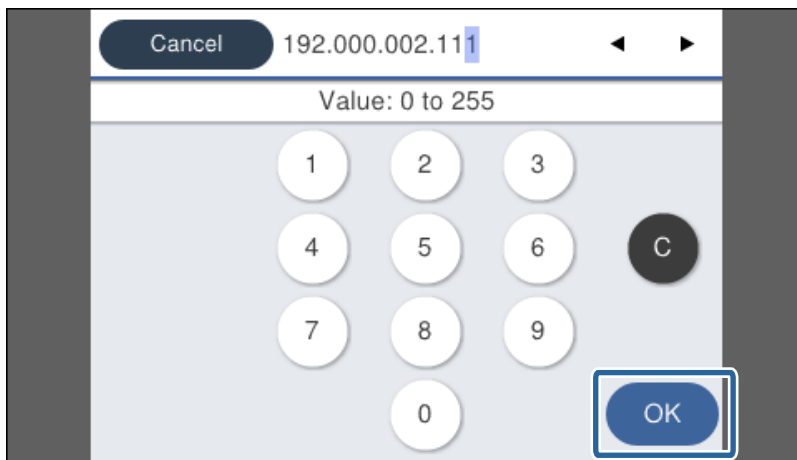 Cancel 192.000.002.111 ◄ ►
Value: 0 to 255
1 2 3
4 5 6 C
7 8 9
0 OK